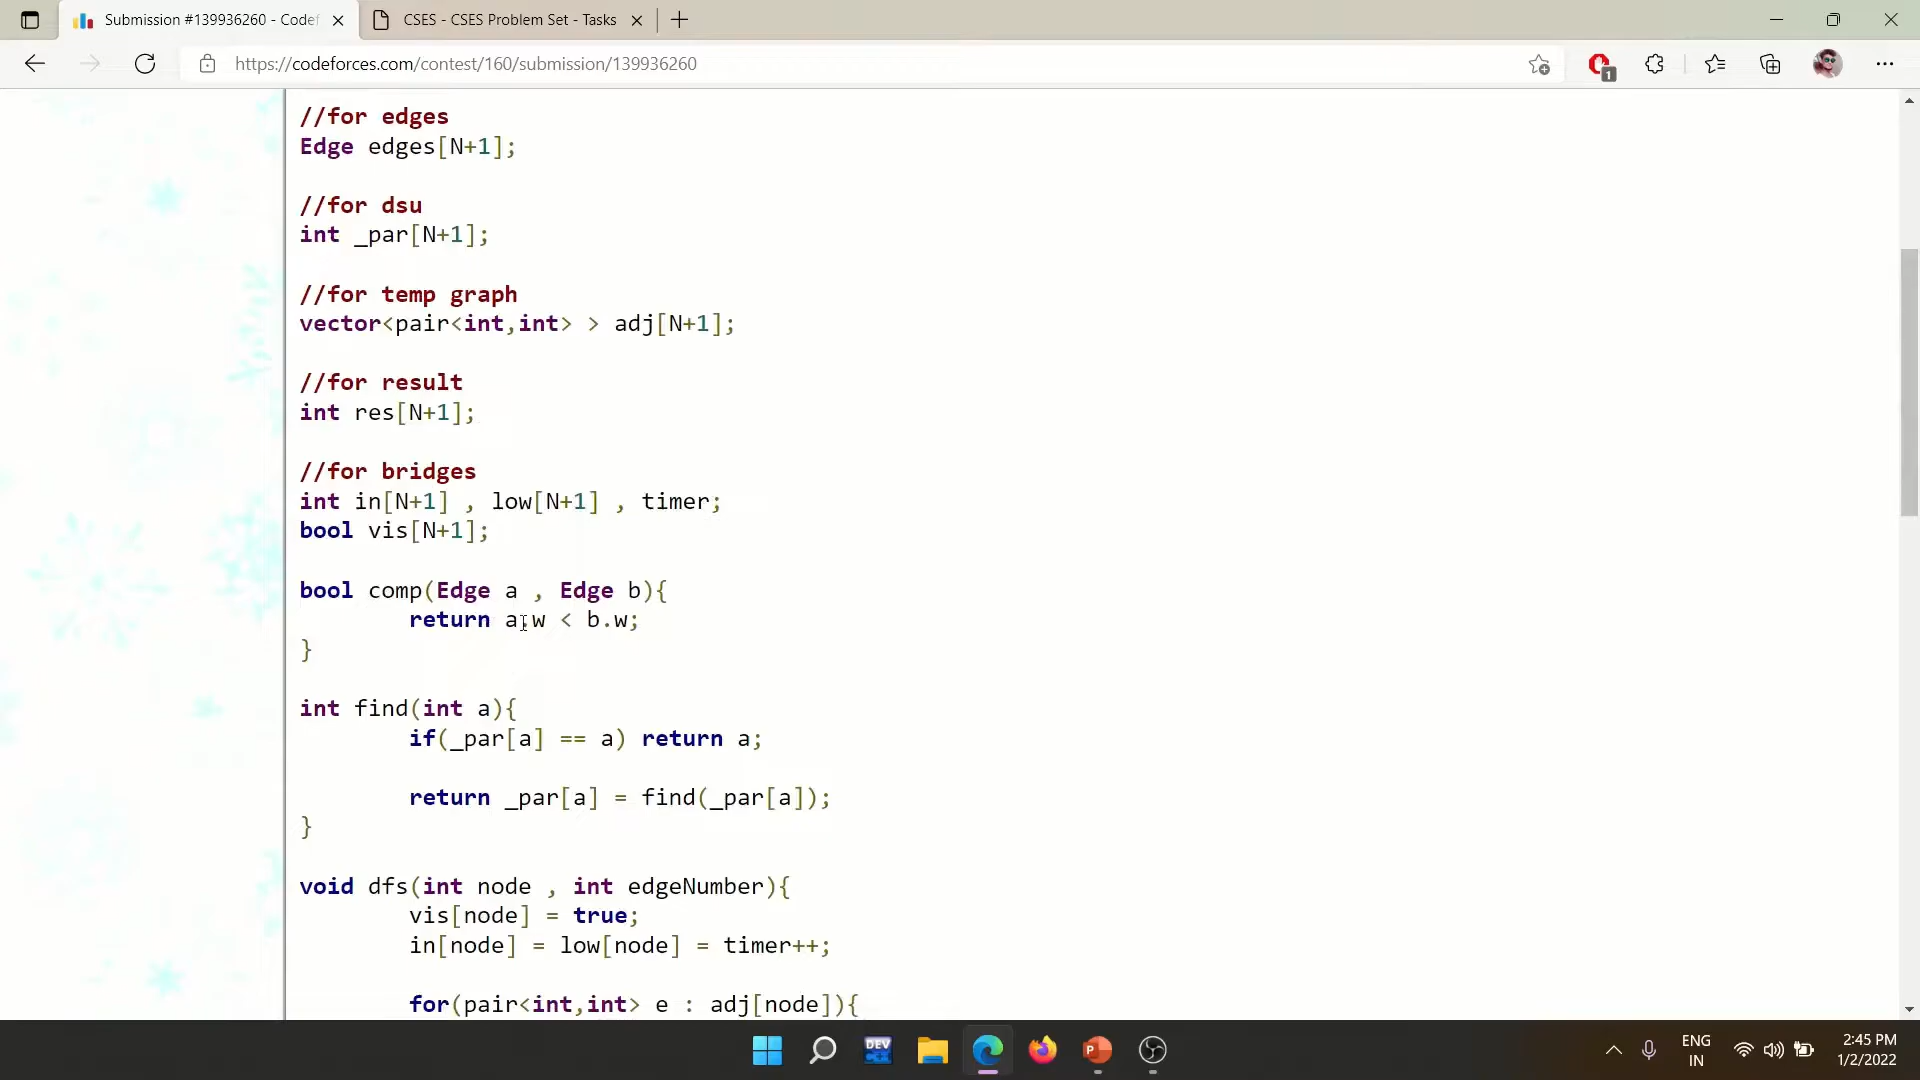 Submission #139936260 - Codef
CSES - CSES Problem Set - Tasks
https://codeforces.com/contest/160/submission/139936260
1
//for edges
Edge edges[N+1];
//for dsu
int _par[N+1];
//for temp graph
vector<pair<int,int> > adj[N+1];
//for result
int res[N+1];
//for bridges
int in[N+1] , low[N+1] , timer;
bool vis[N+1];
bool comp(Edge a , Edge b){
return a.w < b.w;
}
int find(int a){
if(_par[a] == a) return a;
return _par[a] = find(_par[a]);
}
void dfs(int node , int edgeNumber){
vis[node] = true;
in[node] = low[node] = timer++;
for(pair<int,int> e : adj[node]){
DEV
P
ENG
IN
2:45 PM
1/2/2022